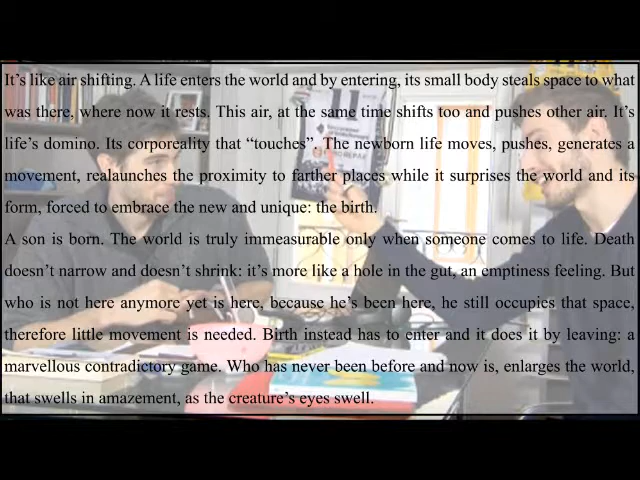 It’s like air shifting. A life enters the world and by entering, its small body steals space to what
was there, where now it rests. This air, at the same time shifts too and pushes other air. It’s
life’s domino. Its corporeality that “touches”. The newborn life moves, pushes, generates a
movement, realaunches the proximity to farther places while it surprises the world and its
form, forced to embrace the new and unique: the birth.
A son is born. The world is truly immeasurable only when someone comes to life. Death
doesn’t narrow and doesn’t shrink: it’s more like a hole in the gut, an emptiness feeling. But
who is not here anymore yet is here, because he’s been here, he still occupies that space,
therefore little movement is needed. Birth instead has to enter and it does it by leaving: a
marvellous contradictory game. Who has never been before and now is, enlarges the world,
that swells in amazement, as the creature’s eyes swell.